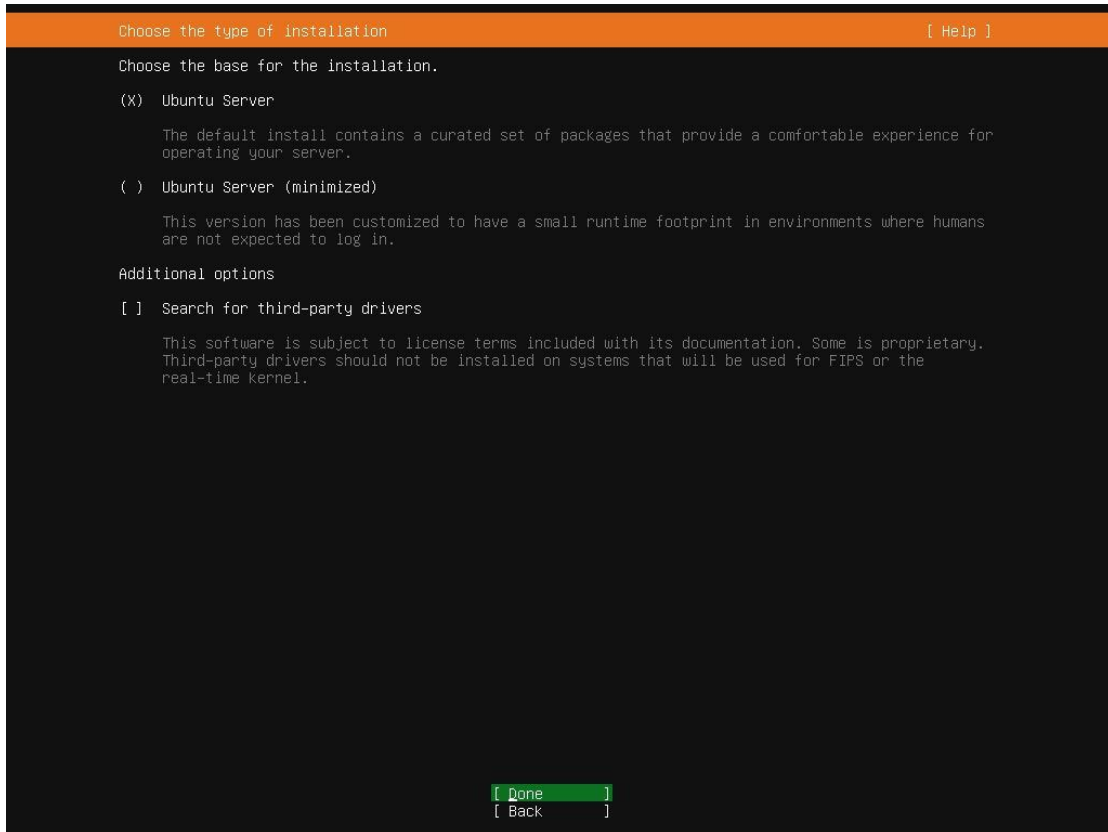 Choose the type of installation [ Help ]
Choose the base for the installation.
(X) Ubuntu Server
The default install contains a curated set of packages that provide a comfortable experience for
operating your server.
( ) Ubuntu Server (minimized)
This version has been customized to have a small runtime footprint in environments where humans
are not expected to log in.
Additional options
[ ] Search for third-party drivers
This software is subject to license terms included with its documentation. Some is proprietary.
Third-party drivers should not be installed on systems that will be used for FIPS or the
real-time kernel.
[ Done ]
[ Back ]